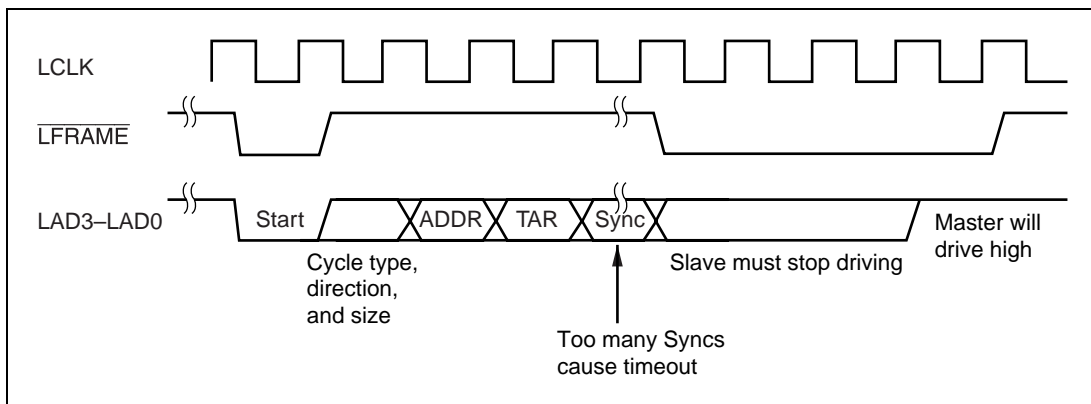 LCLK
LFRAME
LAD3–LAD0
Start
ADDR
TAR
Sync
Master will
drive high
Cycle type,
direction,
and size
Slave must stop driving
Too many Syncs
cause timeout